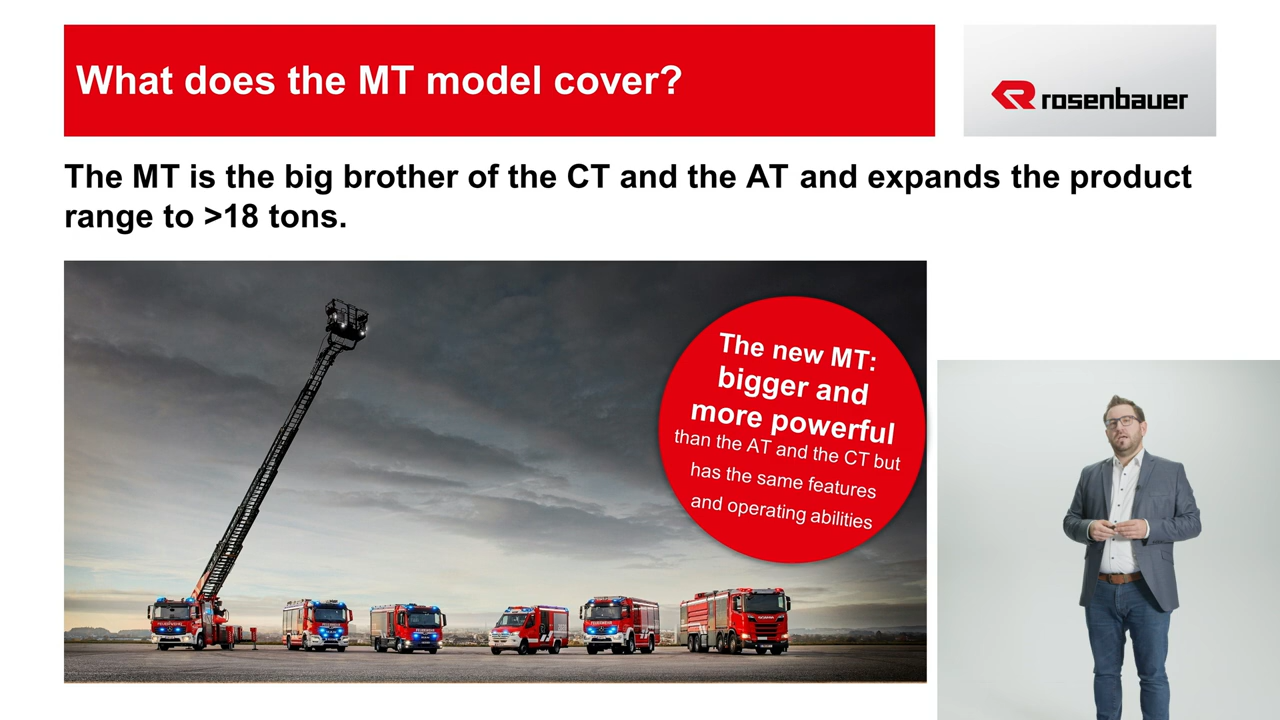 What does the MT model cover?
rosenbauer
The MT is the big brother of the CT and the AT and expands the product
range to >18 tons.
The new MT:
bigger and
more powerful
than the AT and the CT but
has the same features
and operating abilities
FEUERWEHR
SCANIA